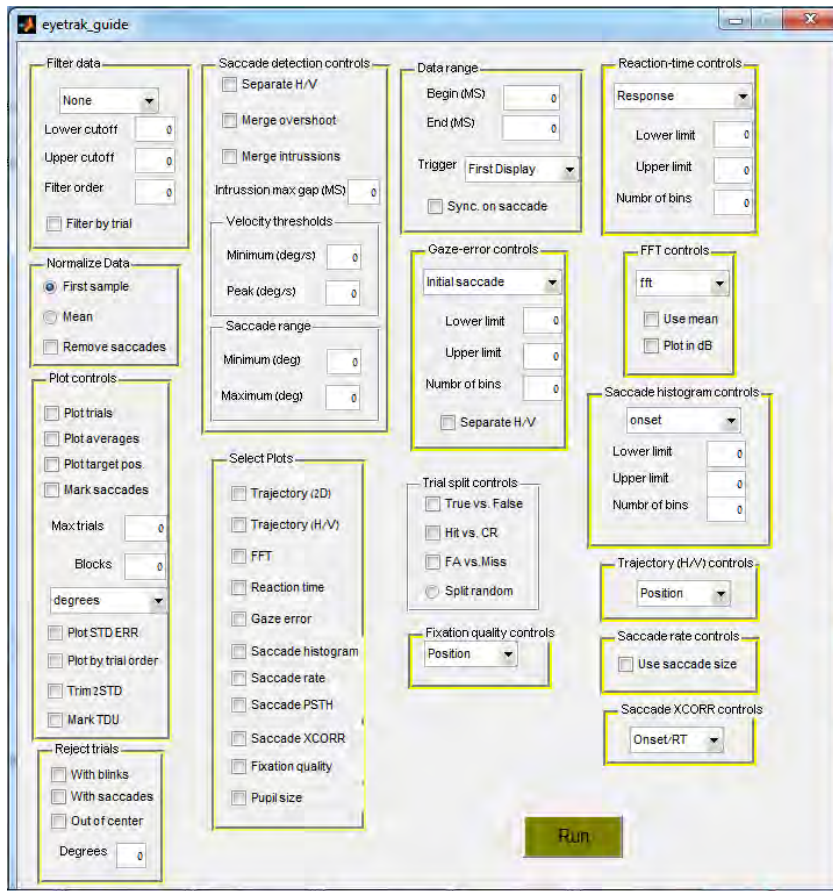 eyetrak_guide
Filter data
None
Lower cutoff 0
Upper cutoff 0
Filter order 0
Filter by trial
Normalize Data
First sample
Mean
Remove saccades
Plot controls
Plot trials
Plot averages
Plot target pos.
Mark saccades
Max trials 0
Blocks 0
degrees
Plot STD ERR
Plot by trial order
Trim 2STD
Mark TDU
Reject trials
With blinks
With saccades
Out of center
Degrees 0
Saccade detection controls
Separate H/V
Merge overshoot
Merge intrussions
Intrussion max gap (MS) 0
Velocity thresholds
Minimum (deg/s) 0
Peak (deg/s) 0
Saccade range
Minimum (deg) 0
Maximum (deg) 0
Select Plots
Trajectory (2D)
Trajectory (H/V)
FFT
Reaction time
Gaze error
Saccade histogram
Saccade rate
Saccade PSTH
Saccade XCORR
Fixation quality
Pupil size
Data range
Begin (MS) 0
End (MS) 0
Trigger First Display
Sync. on saccade
Gaze-error controls
Initial saccade
Lower limit 0
Upper limit 0
Numbr of bins 0
Separate H/V
Trial split controls
True vs. False
Hit vs. CR
FA vs.Miss
Split random
Fixation quality controls
Position
Reaction-time controls
Response
Lower limit 0
Upper limit 0
Numbr of bins 0
FFT controls
fft
Use mean
Plot in dB
Saccade histogram controls
onset
Lower limit 0
Upper limit 0
Numbr of bins 0
Trajectory (H/V) controls
Position
Saccade rate controls
Use saccade size
Saccade XCORR controls
Onset/RT
Run